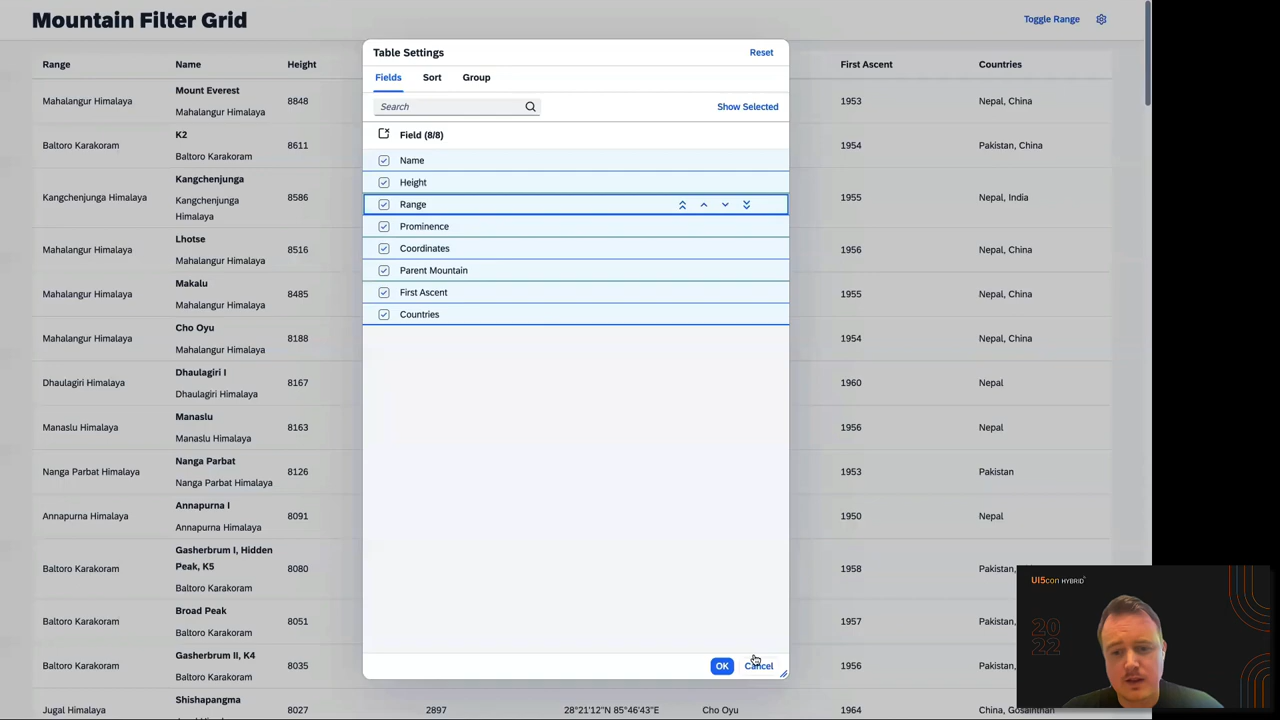 Mountain Filter Grid
Toggle Range
Table Settings
Reset
Fields
Sort
Group
Search
Show Selected
Field (8/8)
Name
Height
Range
Prominence
Coordinates
Parent Mountain
First Ascent
Countries
OK
Cancel
Range Name Height First Ascent Countries
Mahalangur Himalaya
Mount Everest
Mahalangur Himalaya
8848 1953 Nepal, China
Baltoro Karakoram
K2
Baltoro Karakoram
8611 1954 Pakistan, China
Kangchenjunga Himalaya
Kangchenjunga
Kangchenjunga
Himalaya
8586 1955 Nepal, India
Mahalangur Himalaya
Lhotse
Mahalangur Himalaya
8516 1956 Nepal, China
Mahalangur Himalaya
Makalu
Mahalangur Himalaya
8485 1955 Nepal, China
Mahalangur Himalaya
Cho Oyu
Mahalangur Himalaya
8188 1954 Nepal, China
Dhaulagiri Himalaya
Dhaulagiri I
Dhaulagiri Himalaya
8167 1960 Nepal
Manaslu Himalaya
Manaslu
Manaslu Himalaya
8163 1956 Nepal
Nanga Parbat Himalaya
Nanga Parbat
Nanga Parbat Himalaya
8126 1953 Pakistan
Annapurna Himalaya
Annapurna I
Annapurna Himalaya
8091 1950 Nepal
Baltoro Karakoram
Gasherbrum I, Hidden
Peak, K5
Baltoro Karakoram
8080 1958 Pakistan,
Baltoro Karakoram
Broad Peak
Baltoro Karakoram
8051 1957 Pakistan,
Baltoro Karakoram
Gasherbrum II, K4
Baltoro Karakoram
8035 1956 Pakistan,
Jugal Himalaya
Shishapangma
8027 2897 28°21'12"N 85°46'43"E Cho Oyu 1964 China, Gosainthan
UI5con HYBRID
20
22